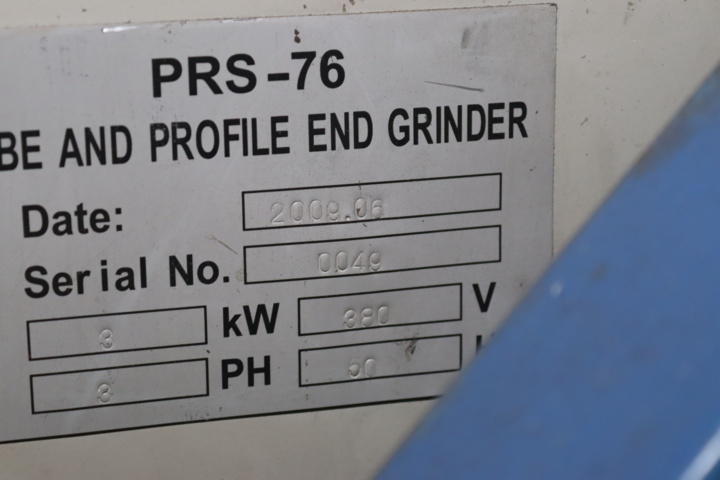 PRS-76
BE AND PROFILE END GRINDER
Date: 2009.06
Serial No. 0049
3 kW 380 V
3 PH 50